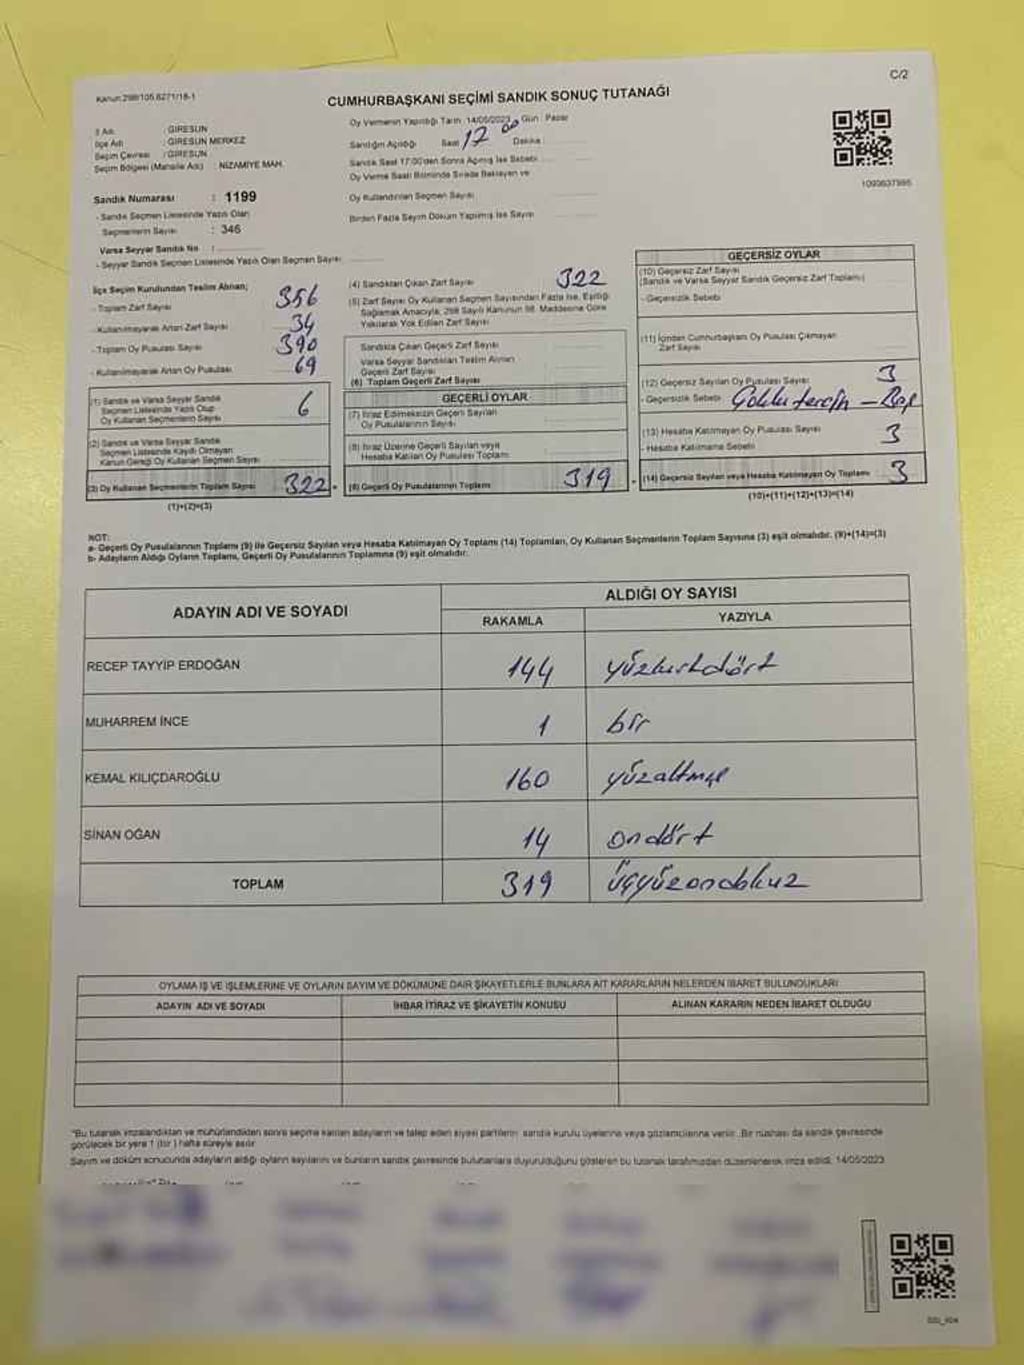 C/2
Kanun:298/105,6271/18-1
CUMHURBAŞKANI SEÇİMİ SANDIK SONUÇ TUTANAĞI
İl Adı : GİRESUN
İlçe Adı : GİRESUN MERKEZ
Seçim Çevresi : GİRESUN
Seçim Bölgesi (Mahalle Adı) : NİZAMİYE MAH.
Oy Vermenin Yapıldığı Tarih :14/05/2023 Gün : Pazar
Sandığın Açıldığı Saat 17 Dakika : 00
Sandık Saat 17:00'den Sonra Açılmış İse Sebebi
Oy Verme Saati Bitiminde Sırada Bekleyen ve
Oy Kullandırılan Seçmen Sayısı
Birden Fazla Sayım Döküm Yapılmış İse Sayısı
Sandık Numarası : 1199
- Sandık Seçmen Listesinde Yazılı Olan
Seçmenlerin Sayısı : 346
Varsa Seyyar Sandık No :
- Seyyar Sandık Seçmen Listesinde Yazılı Olan Seçmen Sayısı
İlçe Seçim Kurulundan Teslim Alınan;
- Toplam Zarf Sayısı 356
- Kullanılmayarak Artan Zarf Sayısı 34
- Toplam Oy Pusulası Sayısı 390
- Kullanılmayarak Artan Oy Pusulası 69
(1) Sandık ve Varsa Seyyar Sandık
Seçmen Listesinde Yazılı Olup
Oy Kullanan Seçmenlerin Sayısı 6
(2) Sandık ve Varsa Seyyar Sandık
Seçmen Listesinde Kayıtlı Olmayan
Kanun Gereği Oy Kullanan Seçmen Sayısı
(3) Oy Kullanan Seçmenlerin Toplam Sayısı 322
(1)+(2)=(3)
(4) Sandıktan Çıkan Zarf Sayısı 322
(5) Zarf Sayısı Oy Kullanan Seçmen Sayısından Fazla İse, Eşitliği
Sağlamak Amacıyla, 298 Sayılı Kanunun 98. Maddesine Göre
Yakılarak Yok Edilen Zarf Sayısı
Sandıkta Çıkan Geçerli Zarf Sayısı
Varsa Seyyar Sandıktan Teslim Alınan
Geçerli Zarf Sayısı
(6) Toplam Geçerli Zarf Sayısı
GEÇERLİ OYLAR
(7) İtiraz Edilmeksizin Geçerli Sayılan
Oy Pusulalarının Sayısı
(8) İtiraz Üzerine Geçerli Sayılan veya
Hesaba Katılan Oy Pusulası Toplamı
(9) Geçerli Oy Pusulalarının Toplamı 319
GEÇERSİZ OYLAR
(10) Geçersiz Zarf Sayısı
(Sandık ve Varsa Seyyar Sandık Geçersiz Zarf Toplamı)
- Geçersizlik Sebebi
(11) İçinden Cumhurbaşkanı Oy Pusulası Çıkmayan
Zarf Sayısı
(12) Geçersiz Sayılan Oy Pusulası Sayısı 3
- Geçersizlik Sebebi
(13) Hesaba Katılmayan Oy Pusulası Sayısı 3
- Hesaba Katılmama Sebebi
(14) Geçersiz Sayılan veya Hesaba Katılmayan Oy Toplamı 3
(10)+(11)+(12)+(13)=(14)
NOT:
a- Geçerli Oy Pusulalarının Toplamı (9) ile Geçersiz Sayılan veya Hesaba Katılmayan Oy Toplamı (14) Toplamları, Oy Kullanan Seçmenlerin Toplam Sayısına (3) eşit olmalıdır. (9)+(14)=(3)
b- Adayların Aldığı Oyların Toplamı, Geçerli Oy Pusulalarının Toplamına (9) eşit olmalıdır.
ADAYIN ADI VE SOYADI
ALDIĞI OY SAYISI
RAKAMLA YAZIYLA
RECEP TAYYİP ERDOĞAN 144 yüzkırkdört
MUHARREM İNCE 1 bir
KEMAL KILIÇDAROĞLU 160 yüzaltmış
SİNAN OĞAN 14 ondört
TOPLAM 319 üçyüzondokuz
OYLAMA İŞ VE İŞLEMLERİNE VE OYLARIN SAYIM VE DÖKÜMÜNE DAİR ŞİKAYETLERLE BUNLARA AİT KARARLARIN NELERDEN İBARET BULUNDUKLARI
ADAYIN ADI VE SOYADI İHBAR İTİRAZ VE ŞİKAYETİN KONUSU ALINAN KARARIN NEDEN İBARET OLDUĞU
*Bu tutanak imzalandıktan ve mühürlendikten sonra seçime katılan adayların ve talep eden siyasi partilerin sandık kurulu üyelerine veya gözlemcilerine verilir. Bir nüshası da sandık çevresinde
görülecek bir yere 1 (bir ) hafta süreyle asılır.
Sayım ve döküm sonucunda adayların aldığı oyların sayılarını ve bunların sandık çevresinde bulunanlara duyurulduğunu gösteren bu tutanak tarafımızdan düzenlenerek imza edildi. 14/05/2023